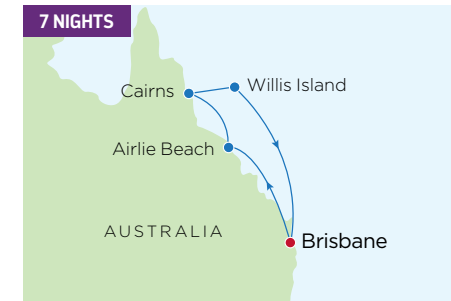 7 NIGHTS
Cairns
Willis Island
Airlie Beach
AUSTRALIA
Brisbane